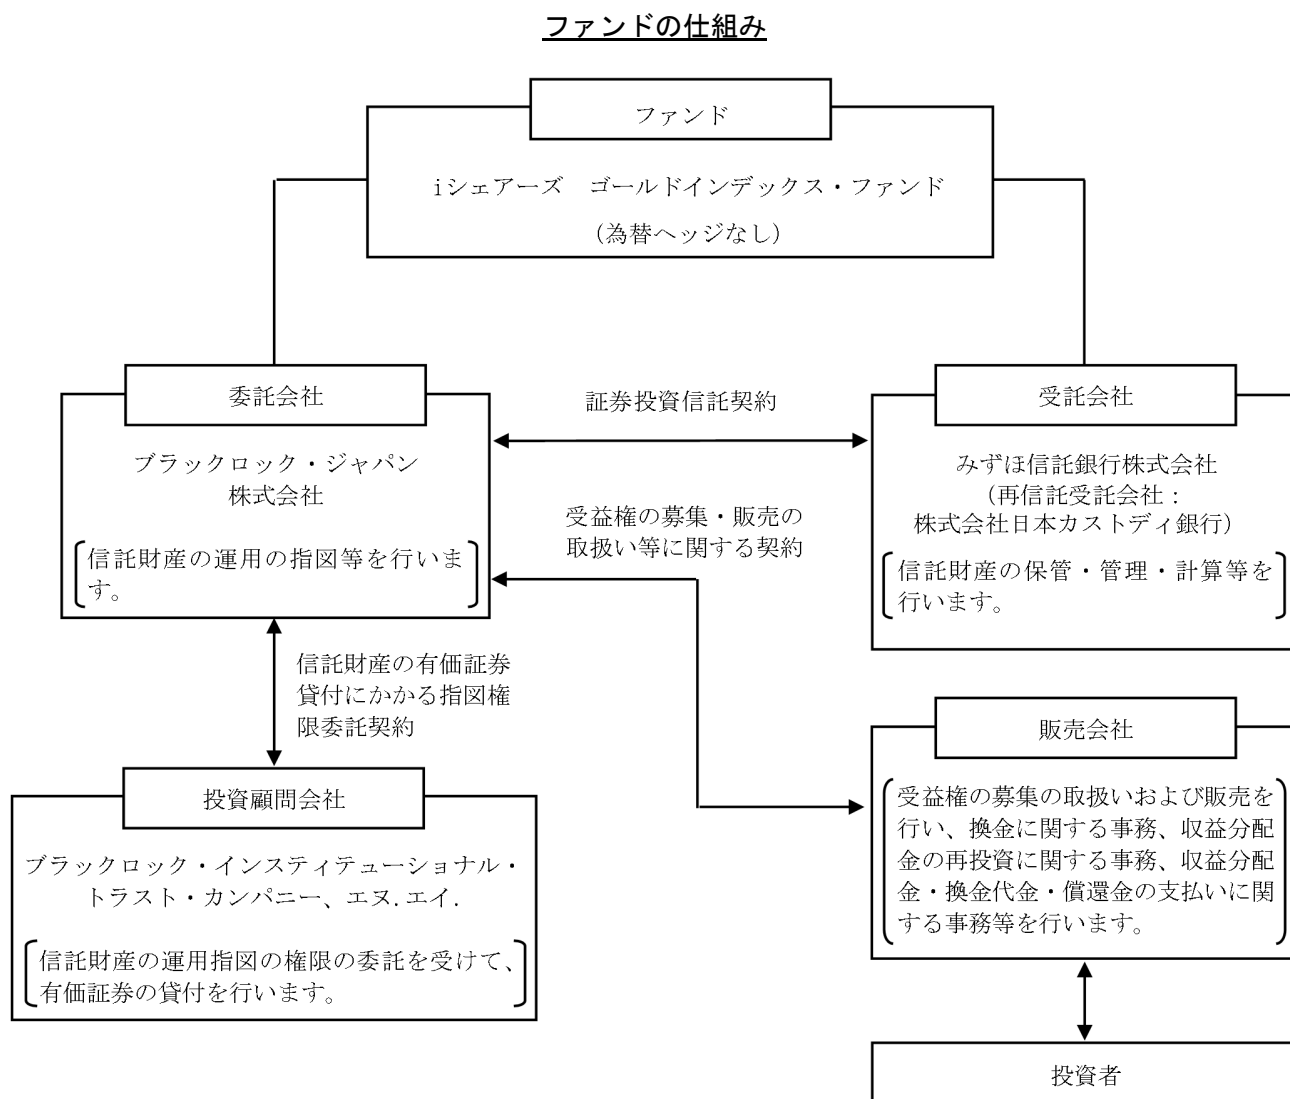 ファンドの仕組み
ファンド
iシェアーズ　ゴールドインデックス・ファンド
（為替ヘッジなし）
委託会社
ブラックロック・ジャパン
株式会社
信託財産の運用の指図等を行いま
す。
証券投資信託契約
受益権の募集・販売の
取扱い等に関する契約
受託会社
みずほ信託銀行株式会社
（再信託受託会社：
株式会社日本カストディ銀行）
信託財産の保管・管理・計算等を
行います。
信託財産の有価証券
貸付にかかる指図権
限委託契約
投資顧問会社
ブラックロック・インスティテューショナル・
トラスト・カンパニー、エヌ.エイ.
信託財産の運用指図の権限の委託を受けて、
有価証券の貸付を行います。
販売会社
受益権の募集の取扱いおよび販売を
行い、換金に関する事務、収益分配
金の再投資に関する事務、収益分配
金・換金代金・償還金の支払いに関
する事務等を行います。
投資者